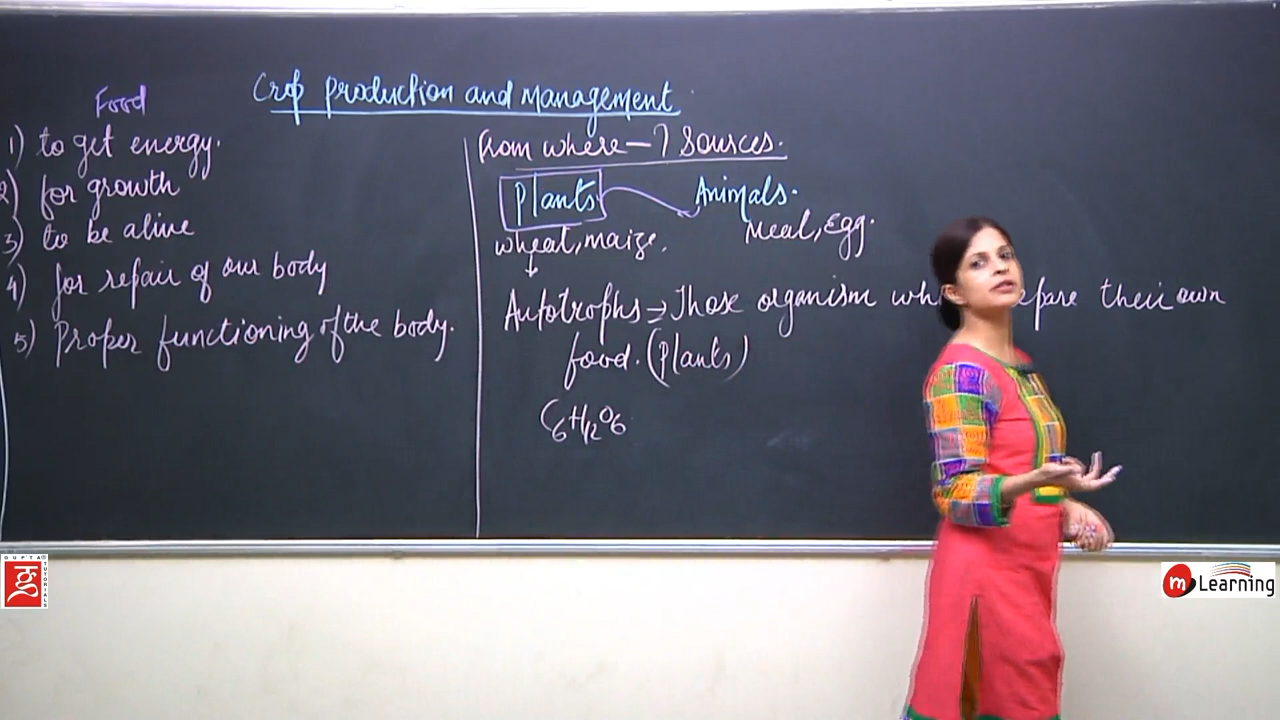 Crop production and management
Food
1) to get energy.
2) for growth
3) to be alive
4) for repair of our body
5) Proper functioning of the body.
from where - ? Sources.
Plants
Animals.
wheat, maize,
Meat, Egg.
Autotrophs => Those organism their own
food. (Plants)
C6H12O6
GUPTA
TUTORIALS
m Learning